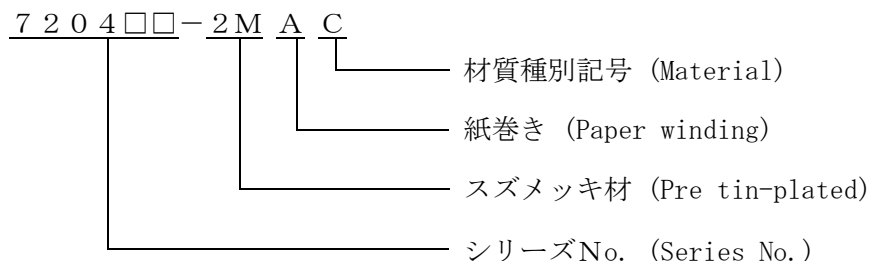 ７２０４□□－２Ｍ Ａ Ｃ
材質種別記号 (Material)
紙巻き (Paper winding)
スズメッキ材 (Pre tin-plated)
シリーズNo. (Series No.)